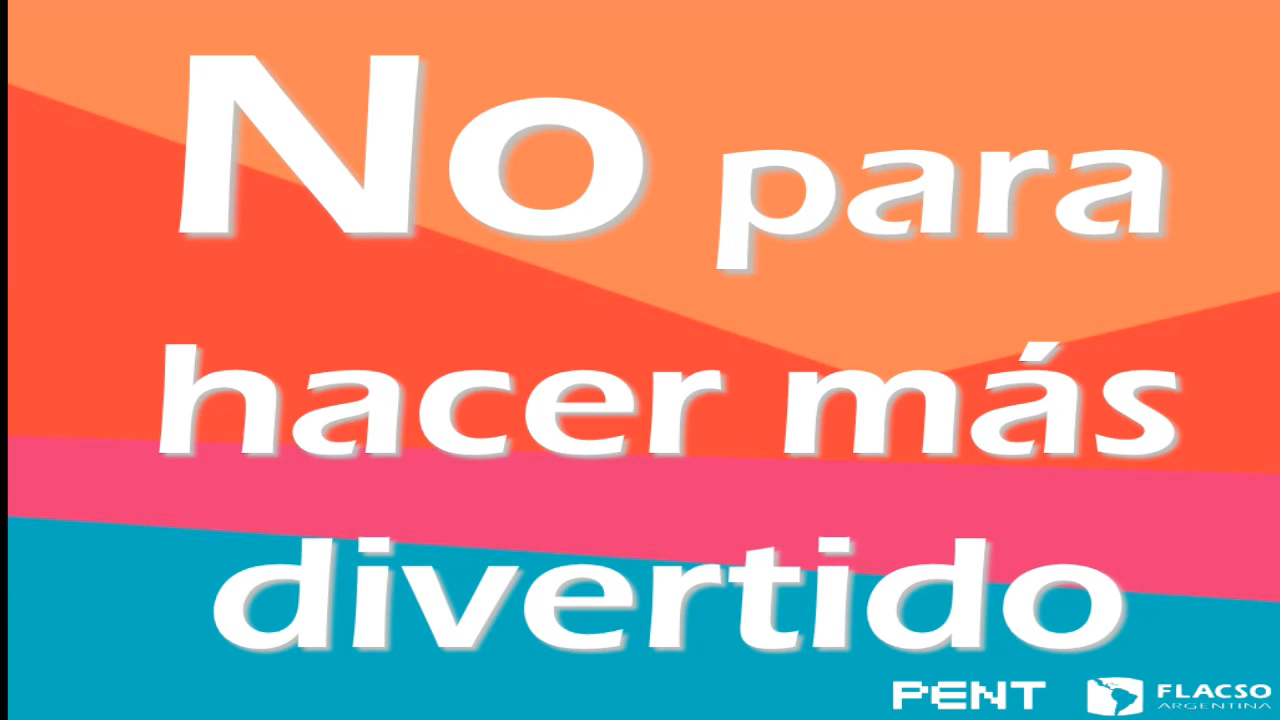 No para
hacer más
divertido
PENT
FLACSO
ARGENTINA